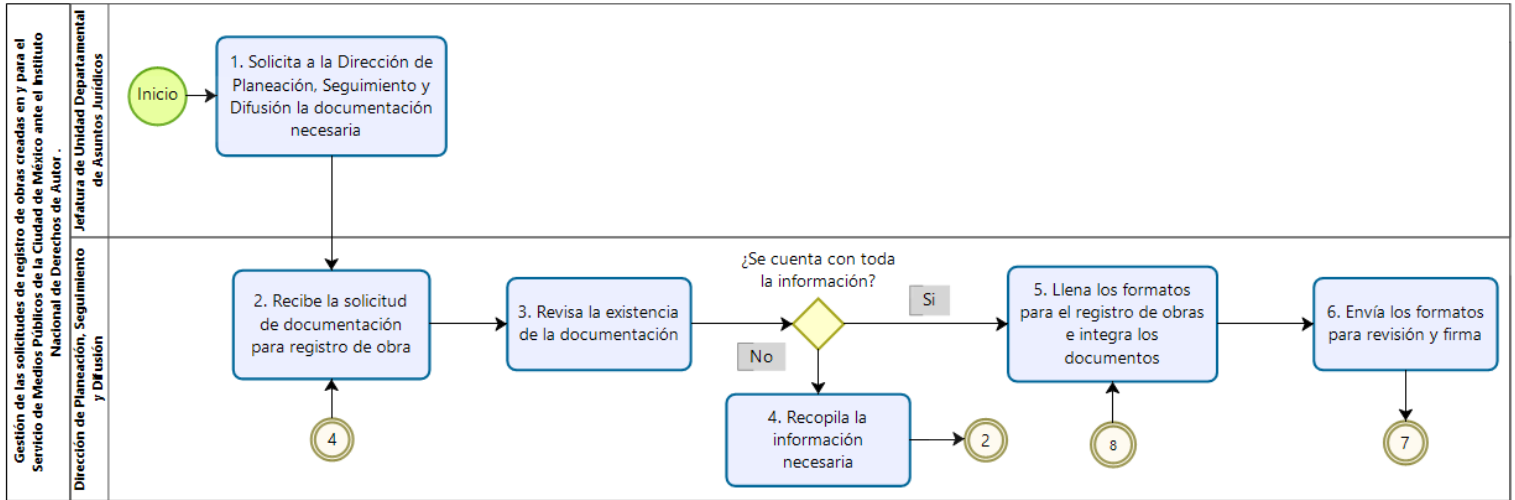 Gestión de las solicitudes de registro de obras creadas en y para el
Servicio de Medios Públicos de la Ciudad de México ante el Instituto
Nacional de Derechos de Autor .
Jefatura de Unidad Departamental
de Asuntos Jurídicos
Inicio
1. Solicita a la Dirección de
Planeación, Seguimiento y
Difusión la documentación
necesaria
Dirección de Planeación, Seguimiento
y Difusión
2. Recibe la solicitud
de documentación
para registro de obra
4
3. Revisa la existencia
de la documentación
¿Se cuenta con toda
la información?
Si
No
4. Recopila la
información
necesaria
2
5. Llena los formatos
para el registro de obras
e integra los
documentos
8
6. Envía los formatos
para revisión y firma
7